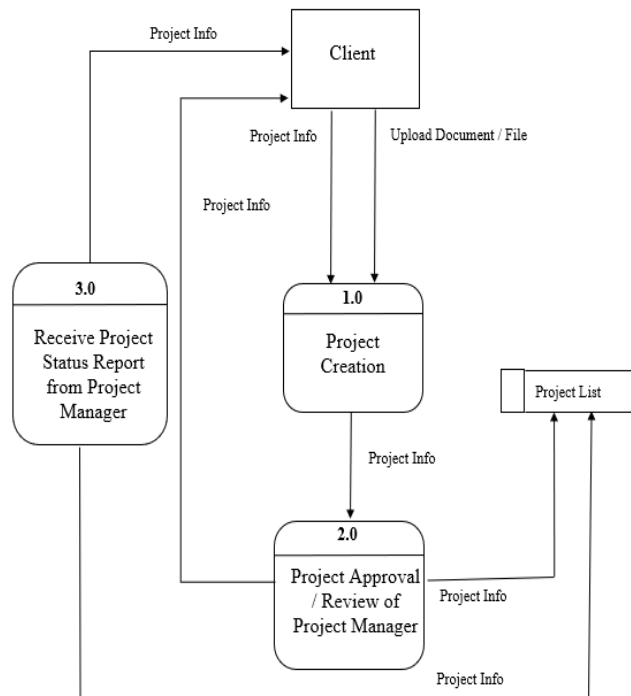 Project Info
Client
Project Info
Upload Document / File
Project Info
3.0
Receive Project
Status Report
from Project
Manager
1.0
Project
Creation
Project List
Project Info
2.0
Project Approval
/ Review of
Project Manager
Project Info
Project Info